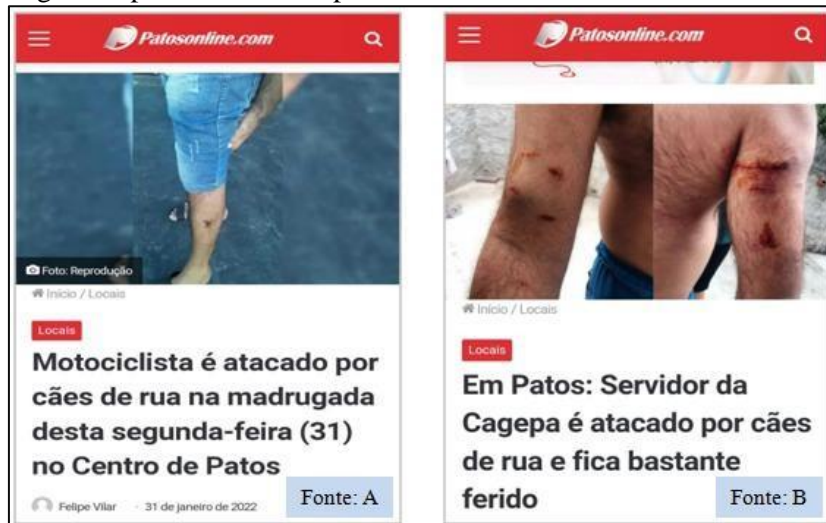 Patosonline.com
Foto: Reprodução
Início / Locais
Locais
Motociclista é atacado por
cães de rua na madrugada
desta segunda-feira (31)
no Centro de Patos
Felipe Vilar · 31 de janeiro de 2022
Fonte: A
Patosonline.com
Início / Locais
Locais
Em Patos: Servidor da
Cagepa é atacado por cães
de rua e fica bastante
ferido
Fonte: B